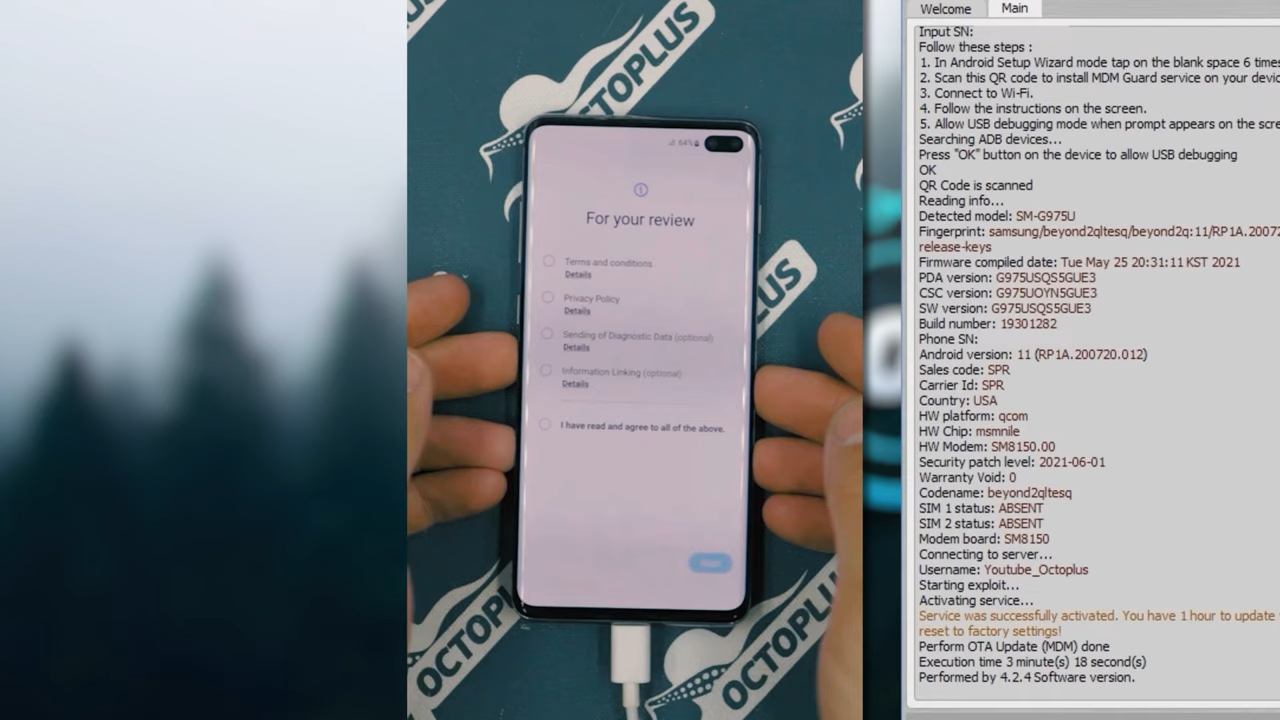 Welcome
Main
Input SN:
Follow these steps :
1. In Android Setup Wizard mode tap on the blank space 6 times
2. Scan this QR code to install MDM Guard service on your
3. Connect to Wi-Fi.
4. Follow the instructions on the screen.
5. Allow USB debugging mode when prompt appears on the
Searching ADB devices...
Press "OK" button on the device to allow USB debugging
OK
QR Code is scanned
Reading info...
Detected model: SM-G975U
Fingerprint: samsung/beyond2qltesq/beyond2q:11/RP1A.200720
release-keys
Firmware compiled date: Tue May 25 20:31:11 KST 2021
PDA version: G975USQS5GUE3
CSC version: G975UOYN5GUE3
SW version: G975USQS5GUE3
Build number: 19301282
Phone SN:
Android version: 11 (RP1A.200720.012)
Sales code: SPR
Carrier Id: SPR
Country: USA
HW platform: qcom
HW Chip: msmnile
HW Modem: SM8150.00
Security patch level: 2021-06-01
Warranty Void: 0
Codename: beyond2qltesq
SIM 1 status: ABSENT
SIM 2 status: ABSENT
Modem board: SM8150
Connecting to server...
Username: Youtube_Octoplus
Starting exploit...
Activating service...
Service was successfully activated. You have 1 hour to update
reset to factory settings!
Perform OTA Update (MDM) done
Execution time 3 minute(s) 18 second(s)
Performed by 4.2.4 Software version.
64%
For your review
Terms and conditions
Details
Privacy Policy
Details
Sending of Diagnostic Data (optional)
Details
Information Linking (optional)
Details
I have read and agree to all of the above.
OCTOPLUS
OCTOPLUS